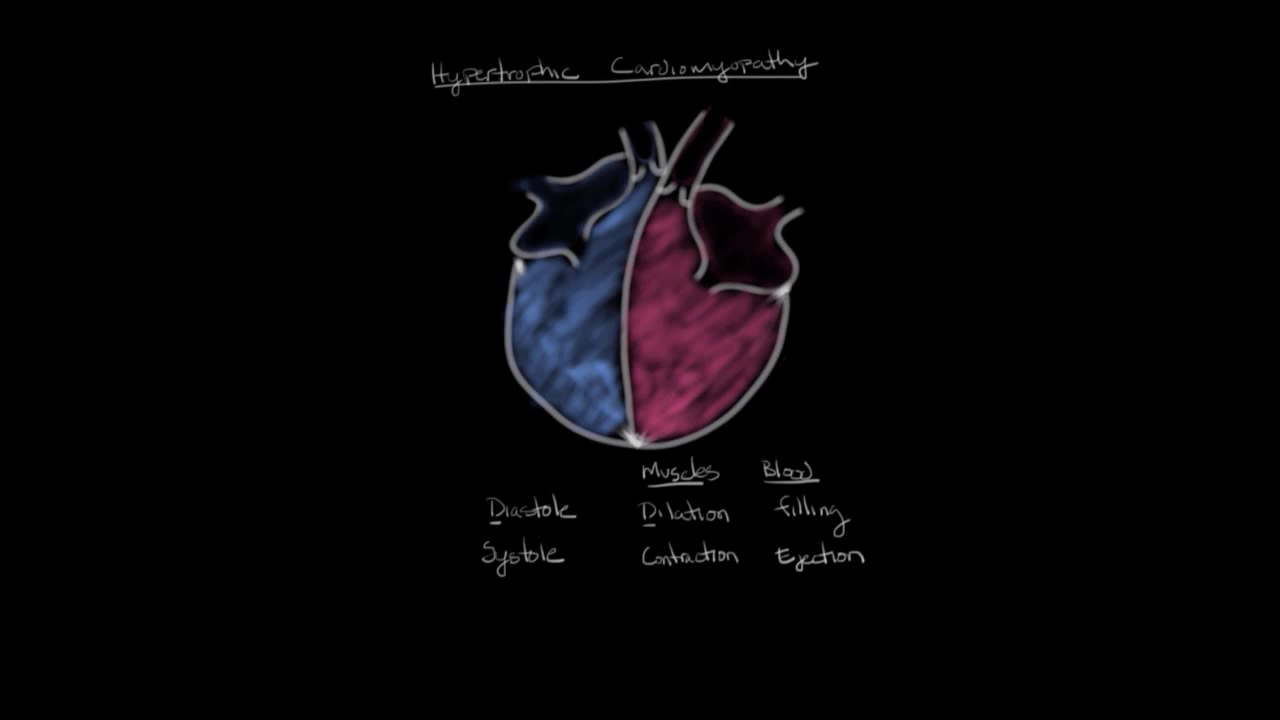 Hypertrophic Cardiomyopathy
Muscles Blood
Diastole Dilation filling
Systole Contraction Ejection